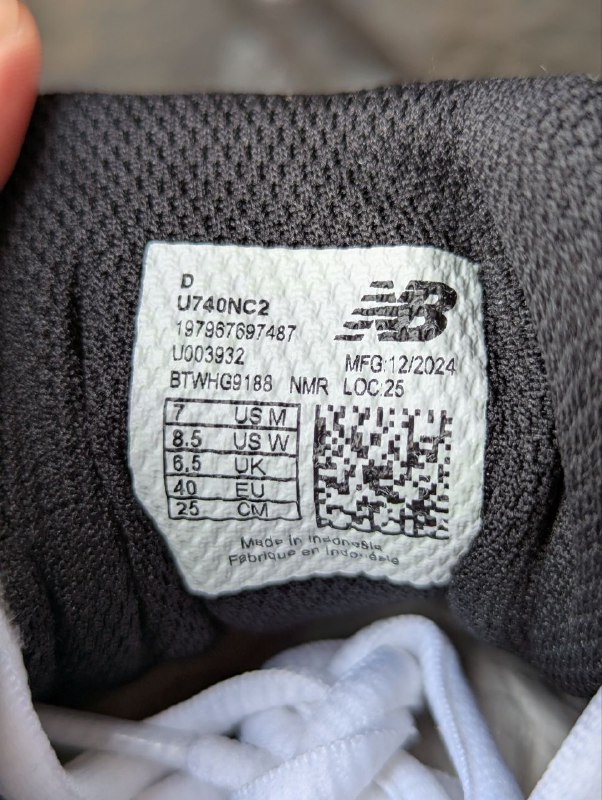 D
U740NC2
197967697487
U003932
BTWHG9188 NMR
NB
MFG:12/2024
LOC:25
7 US M
8.5 US W
6.5 UK
40 EU
25 CM
Made in Indonesia
Fabriqué en Indonésie